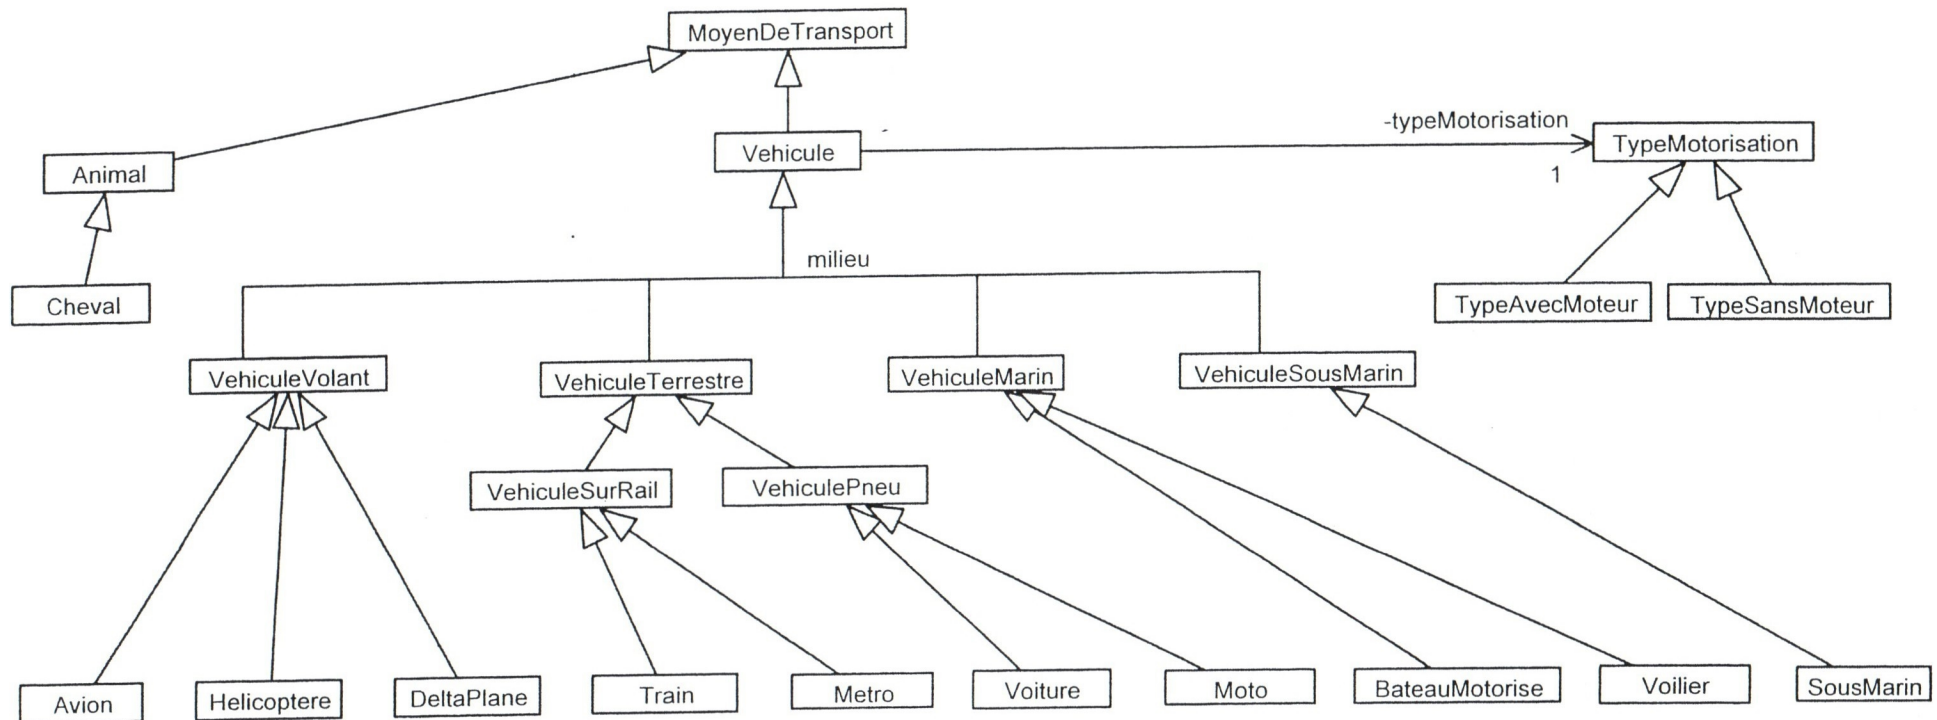 MoyenDeTransport
-typeMotorisation
TypeMotorisation
Vehicule
Animal
1
milieu
Cheval
TypeAvecMoteur
TypeSansMoteur
VehiculeVolant
VehiculeTerrestre
VehiculeMarin
VehiculeSousMarin
VehiculeSurRail
VehiculePneu
Avion
Helicoptere
DeltaPlane
Train
Metro
Voiture
Moto
BateauMotorise
Voilier
SousMarin